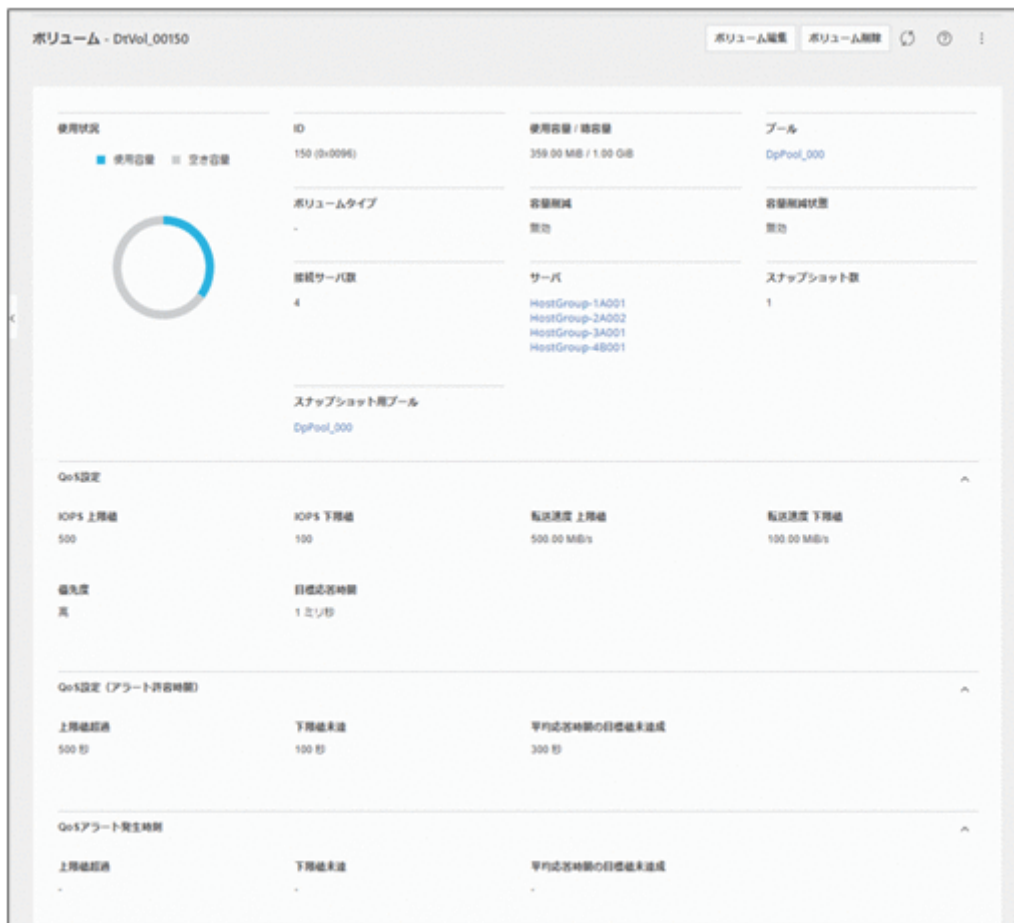 ボリューム - DtVol_00150
ボリューム編集 ボリューム削除
使用状況
使用容量 空き容量
ID
150 (0x0096)
使用容量 / 総容量
359.00 MiB / 1.00 GiB
プール
DpPool_000
ボリュームタイプ
-
容量削減
無効
容量削減状態
無効
接続サーバ数
4
サーバ
HostGroup-1A001
HostGroup-2A002
HostGroup-3A001
HostGroup-4B001
スナップショット数
1
スナップショット用プール
DpPool_000
QoS設定
IOPS 上限値
500
IOPS 下限値
100
転送速度 上限値
500.00 MiB/s
転送速度 下限値
100.00 MiB/s
優先度
高
目標応答時間
1 ミリ秒
QoS設定（アラート許容時間）
上限値超過
500 秒
下限値未達
100 秒
平均応答時間の目標値未達成
300 秒
QoSアラート発生時刻
上限値超過
-
下限値未達
-
平均応答時間の目標値未達成
-